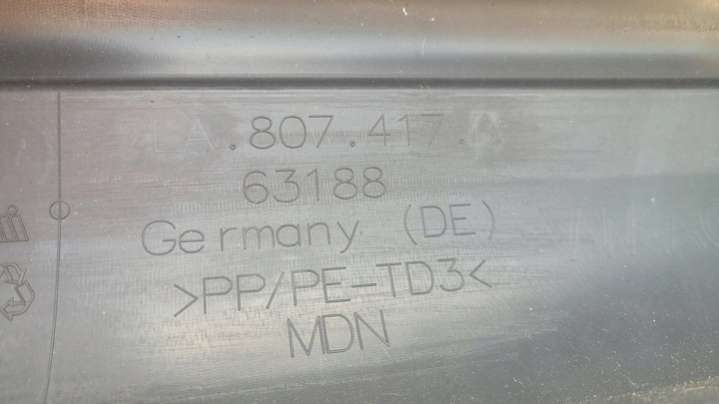 .807.417.
63188
Germany (DE)
>PP/PE-TD3<
MDN